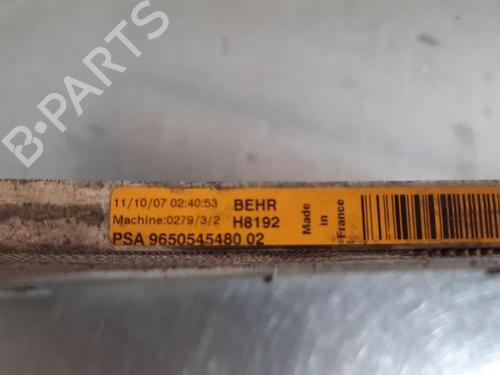 B-PARTS
11/10/07 02:40:53 BEHR
Machine:0279/3/2 H8192
PSA 9650545480 02
Made in France